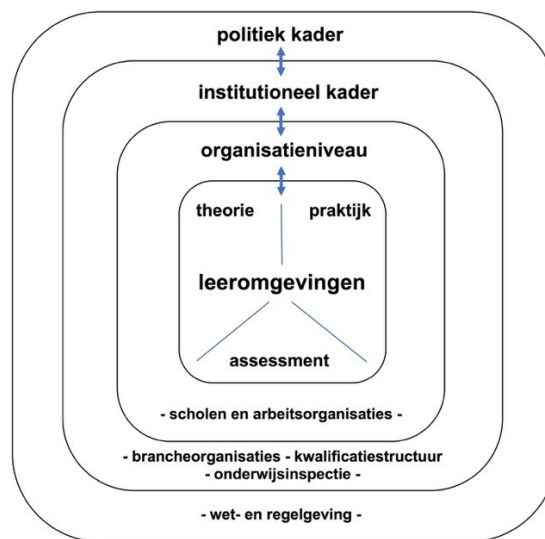 politiek kader
institutioneel kader
organisatieniveau
theorie praktijk
leeromgevingen
assessment
- scholen en arbeitsorganisaties -
- brancheorganisaties - kwalificatiestructuur
- onderwijsinspectie -
- wet- en regelgeving -